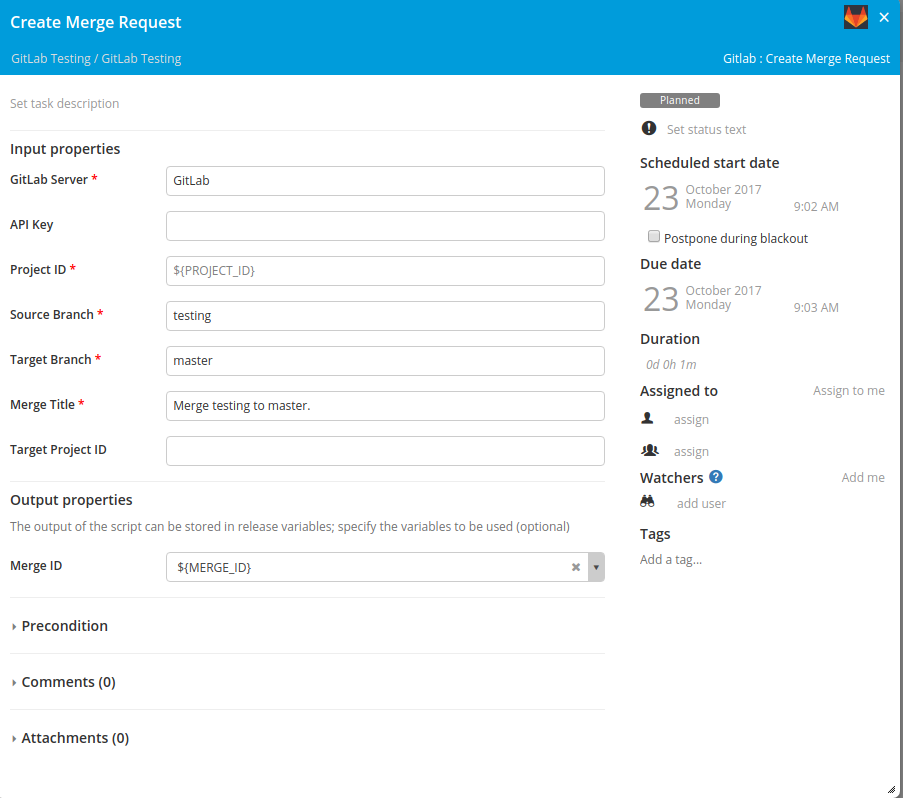 Create Merge Request
GitLab Testing / GitLab Testing
Gitlab : Create Merge Request
Set task description
Input properties
GitLab Server *
GitLab
API Key
Project ID *
${PROJECT_ID}
Source Branch *
testing
Target Branch *
master
Merge Title *
Merge testing to master.
Target Project ID
Output properties
The output of the script can be stored in release variables; specify the variables to be used (optional)
Merge ID
${MERGE_ID}
Precondition
Comments (0)
Attachments (0)
Planned
Set status text
Scheduled start date
23 October 2017
Monday
9:02 AM
Postpone during blackout
Due date
23 October 2017
Monday
9:03 AM
Duration
0d 0h 1m
Assigned to
Assign to me
assign
assign
Watchers ?
Add me
add user
Tags
Add a tag...